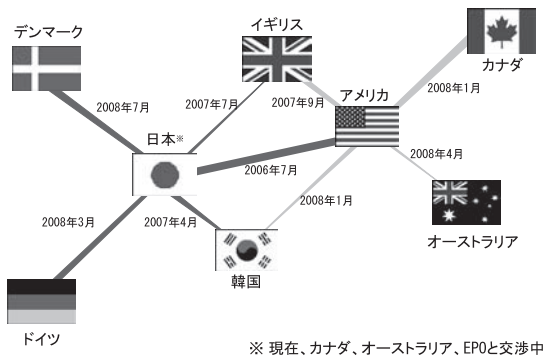 デンマーク
イギリス
カナダ
アメリカ
2008年7月
2007年7月
2007年9月
2008年1月
日本※
2006年7月
2008年4月
2008年3月
2007年4月
2008年1月
オーストラリア
韓国
ドイツ
※ 現在、カナダ、オーストラリア、EPOと交渉中